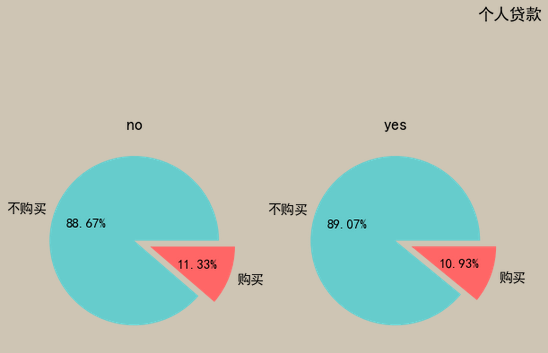 个人贷款
no
yes
不购买
88.67%
11.33%
购买
不购买
89.07%
10.93%
购买